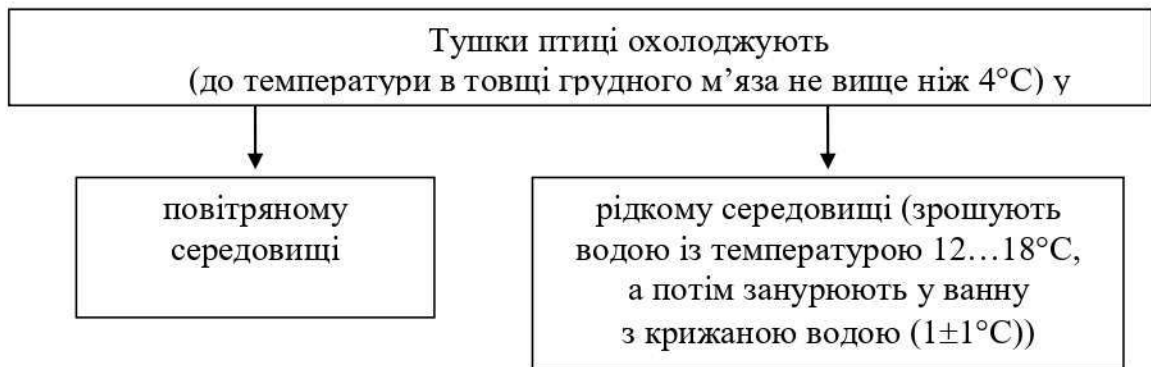 Тушки птиці охолоджують
(до температури в товщі грудного м’яза не вище ніж 4°С) у
повітряному
середовищі
рідкому середовищі (зрошують
водою із температурою 12…18°С,
а потім занурюють у ванну
з крижаною водою (1±1°С))